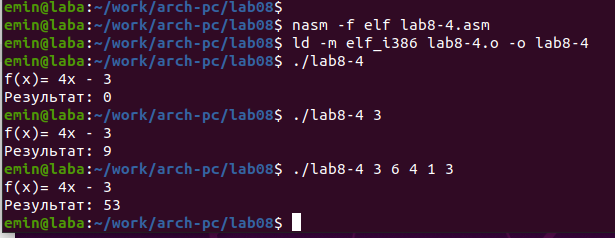 emin@laba:~/work/arch-pc/lab08$
emin@laba:~/work/arch-pc/lab08$ nasm -f elf lab8-4.asm
emin@laba:~/work/arch-pc/lab08$ ld -m elf_i386 lab8-4.o -o lab8-4
emin@laba:~/work/arch-pc/lab08$ ./lab8-4
f(x)= 4x - 3
Результат: 0
emin@laba:~/work/arch-pc/lab08$ ./lab8-4 3
f(x)= 4x - 3
Результат: 9
emin@laba:~/work/arch-pc/lab08$ ./lab8-4 3 6 4 1 3
f(x)= 4x - 3
Результат: 53
emin@laba:~/work/arch-pc/lab08$